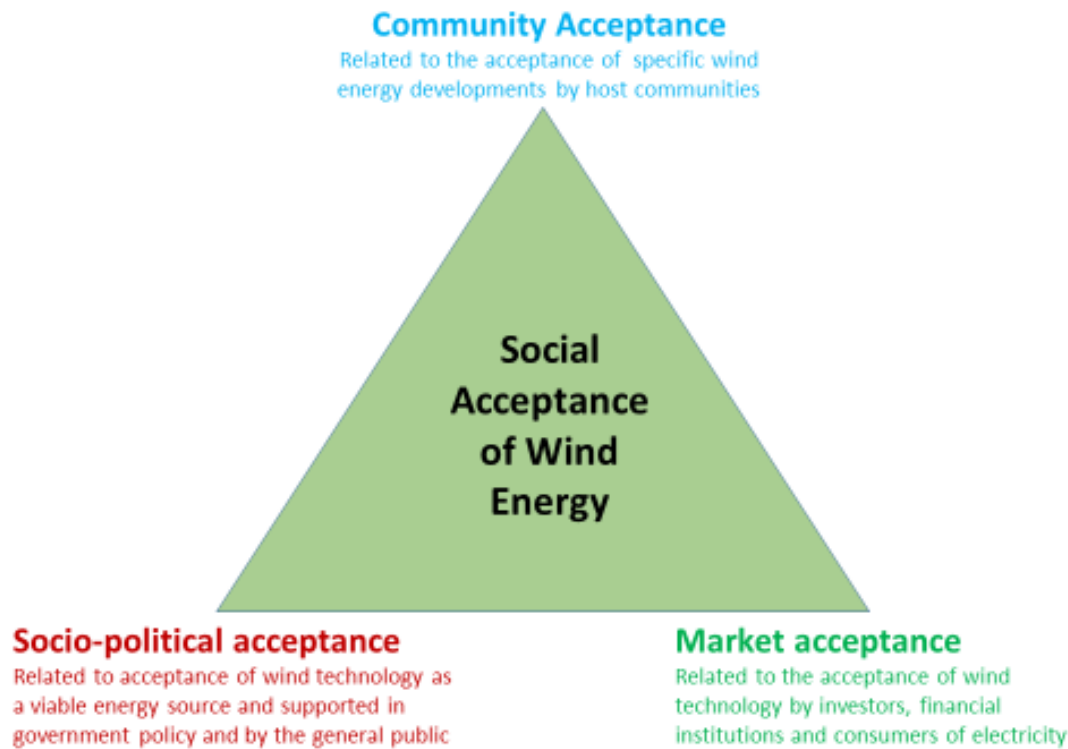 Community Acceptance
Related to the acceptance of specific wind
energy developments by host communities
Social
Acceptance
of Wind
Energy
Socio-political acceptance
Related to acceptance of wind technology as
a viable energy source and supported in
government policy and by the general public
Market acceptance
Related to the acceptance of wind
technology by investors, financial
institutions and consumers of electricity